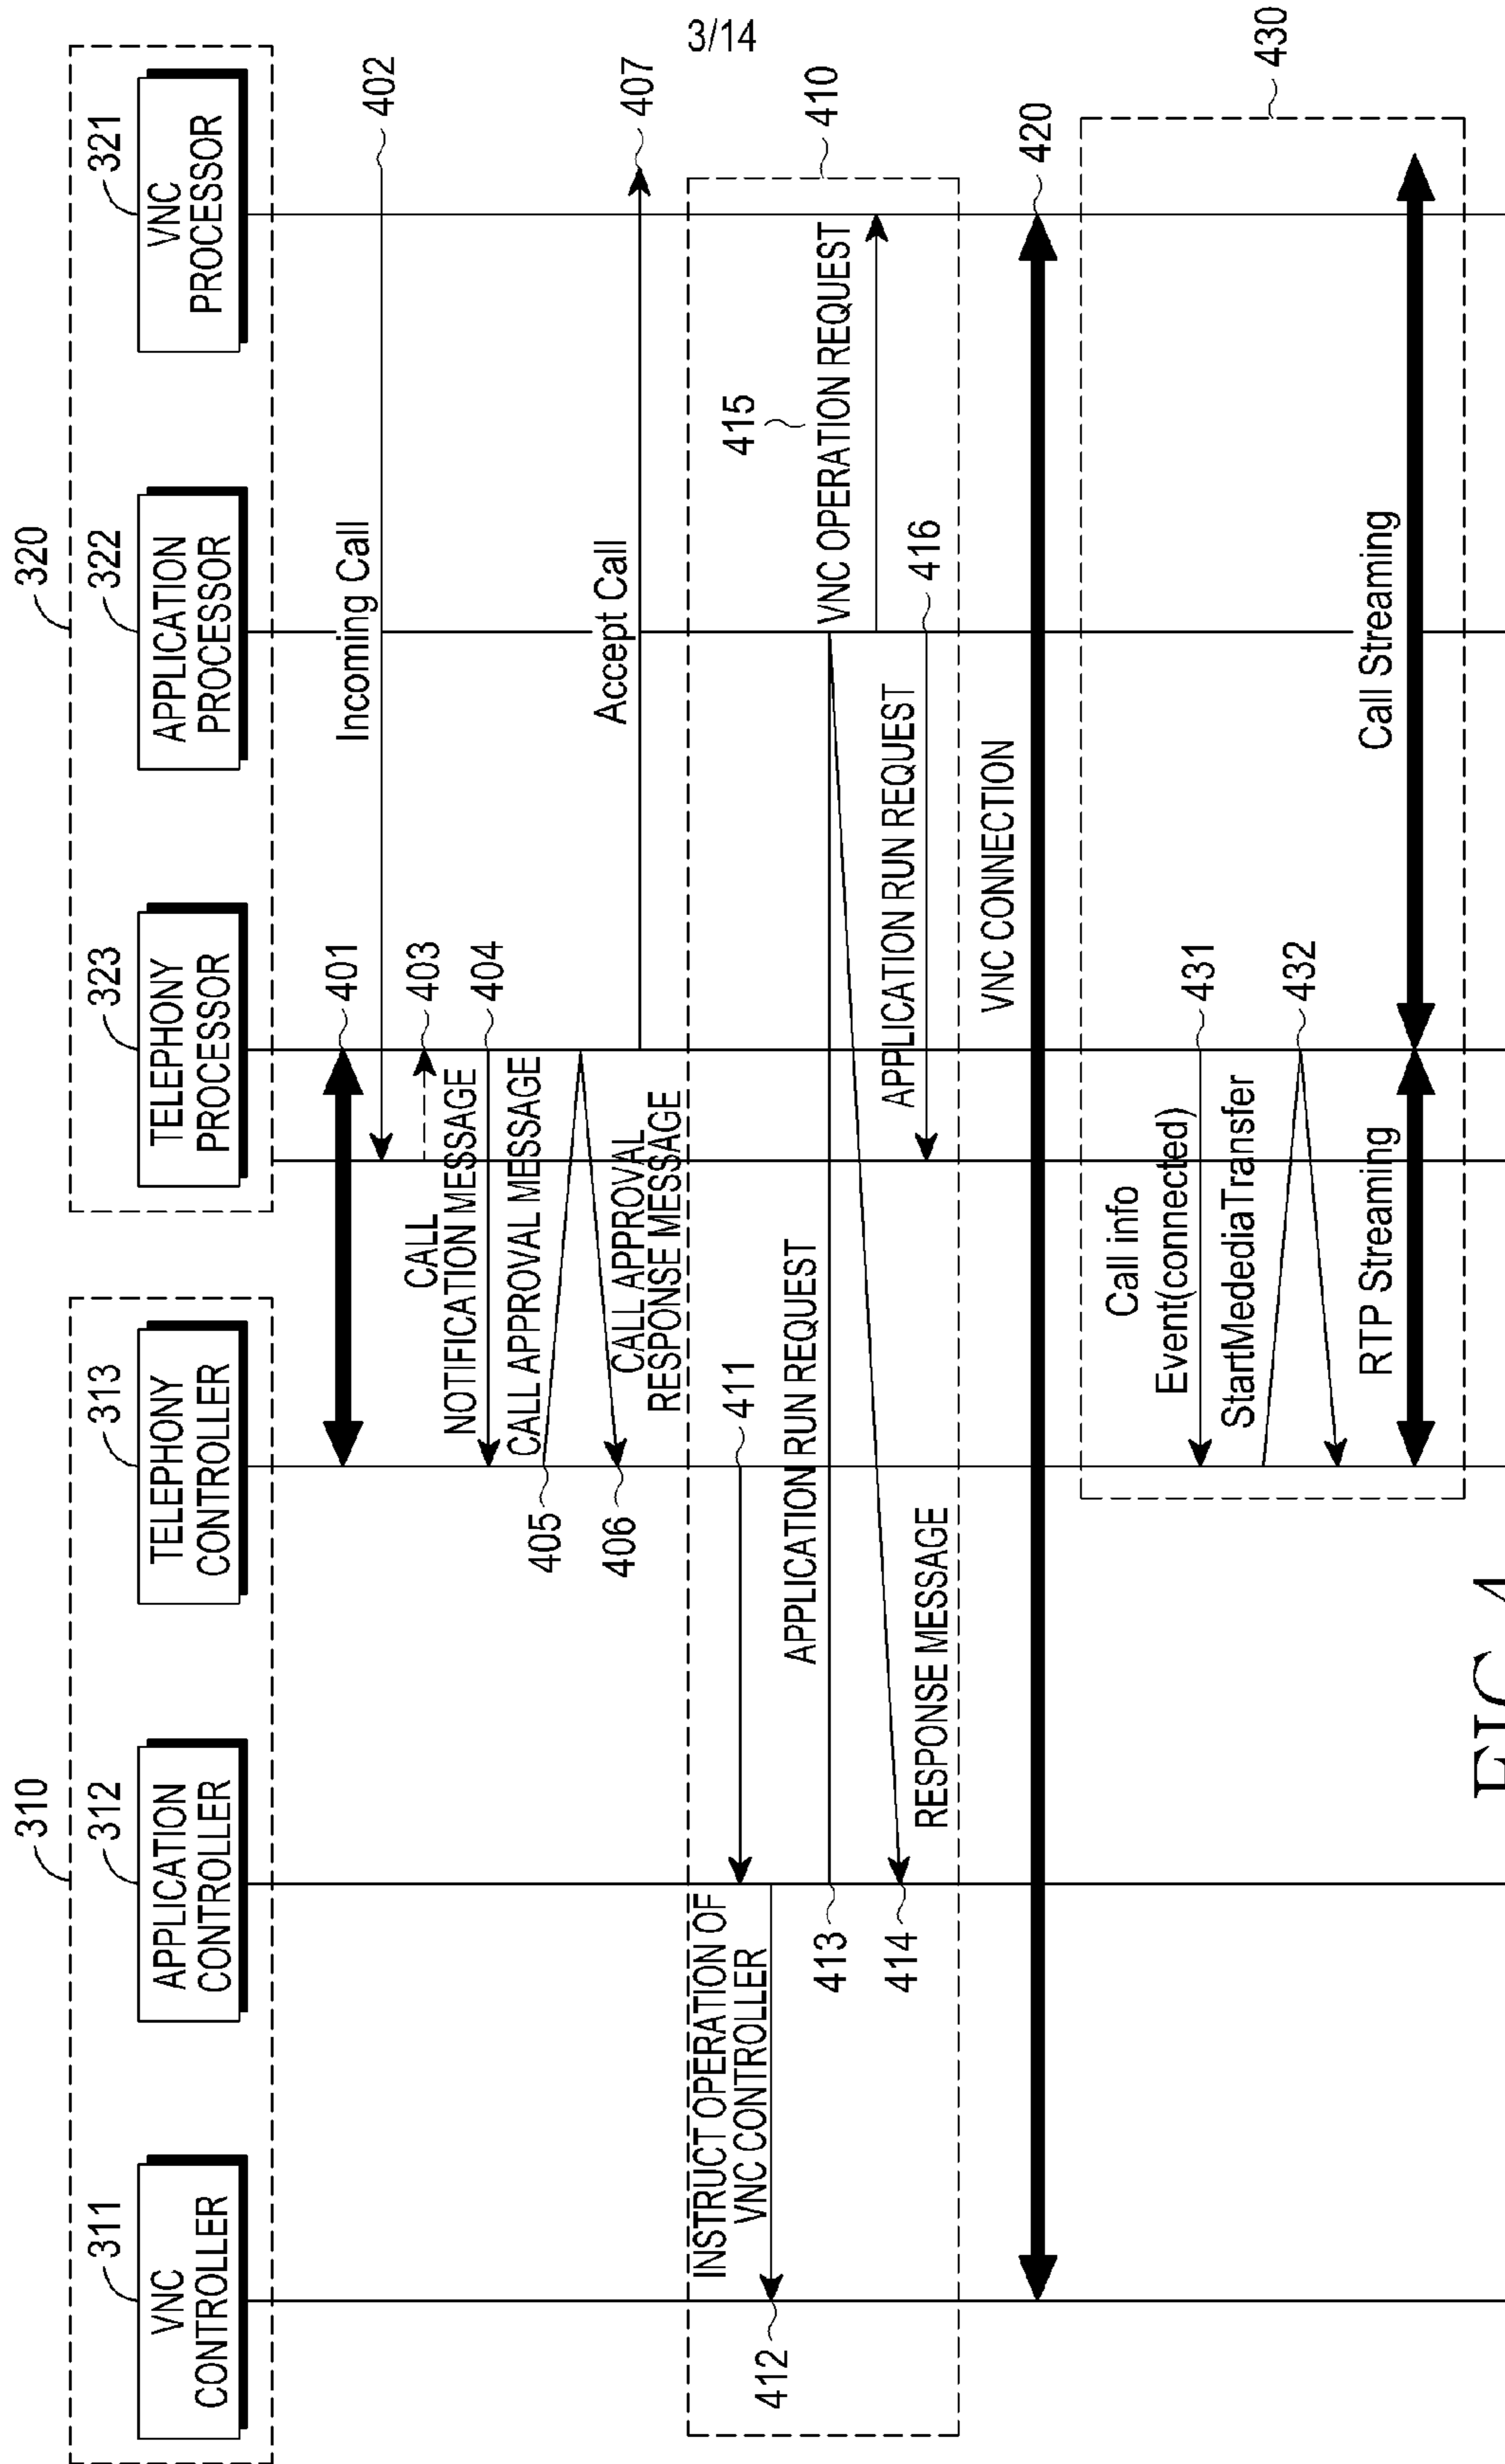 3/14
310
320
311
312
313
323
322
321
VNC
CONTROLLER
APPLICATION
CONTROLLER
TELEPHONY
CONTROLLER
TELEPHONY
PROCESSOR
APPLICATION
PROCESSOR
VNC
PROCESSOR
401
Incoming Call
402
403
CALL
NOTIFICATION MESSAGE
404
CALL APPROVAL MESSAGE
405
406
CALL APPROVAL
RESPONSE MESSAGE
Accept Call
407
410
411
INSTRUCT OPERATION OF
VNC CONTROLLER
412
APPLICATION RUN REQUEST
413
414
RESPONSE MESSAGE
415
VNC OPERATION REQUEST
416
APPLICATION RUN REQUEST
VNC CONNECTION
420
430
Call info
Event(connected)
431
StartMedediaTransfer
432
RTP Streaming
Call Streaming